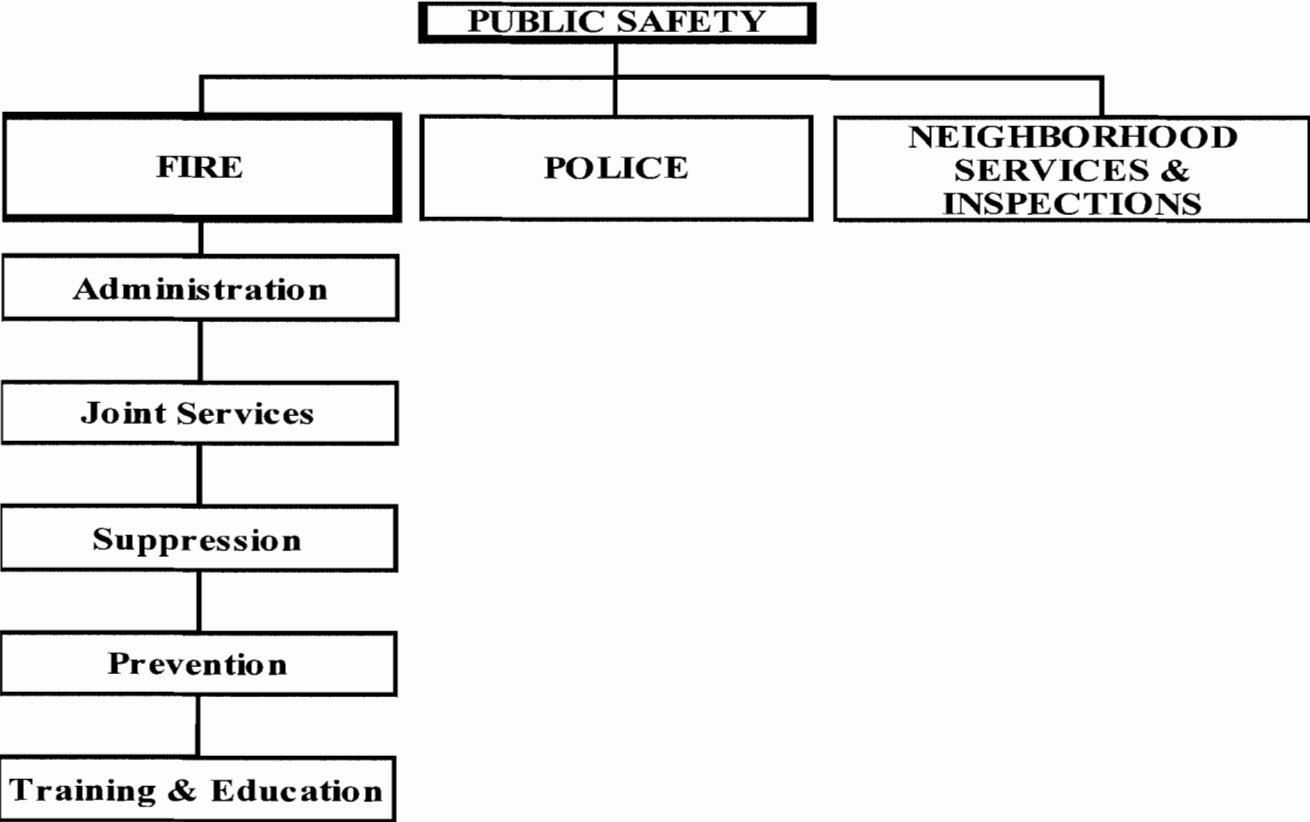 PUBLIC SAFETY
FIRE
POLICE
NEIGHBORHOOD
SERVICES &
INSPECTIONS
Administration
Joint Services
Suppression
Prevention
Training & Education